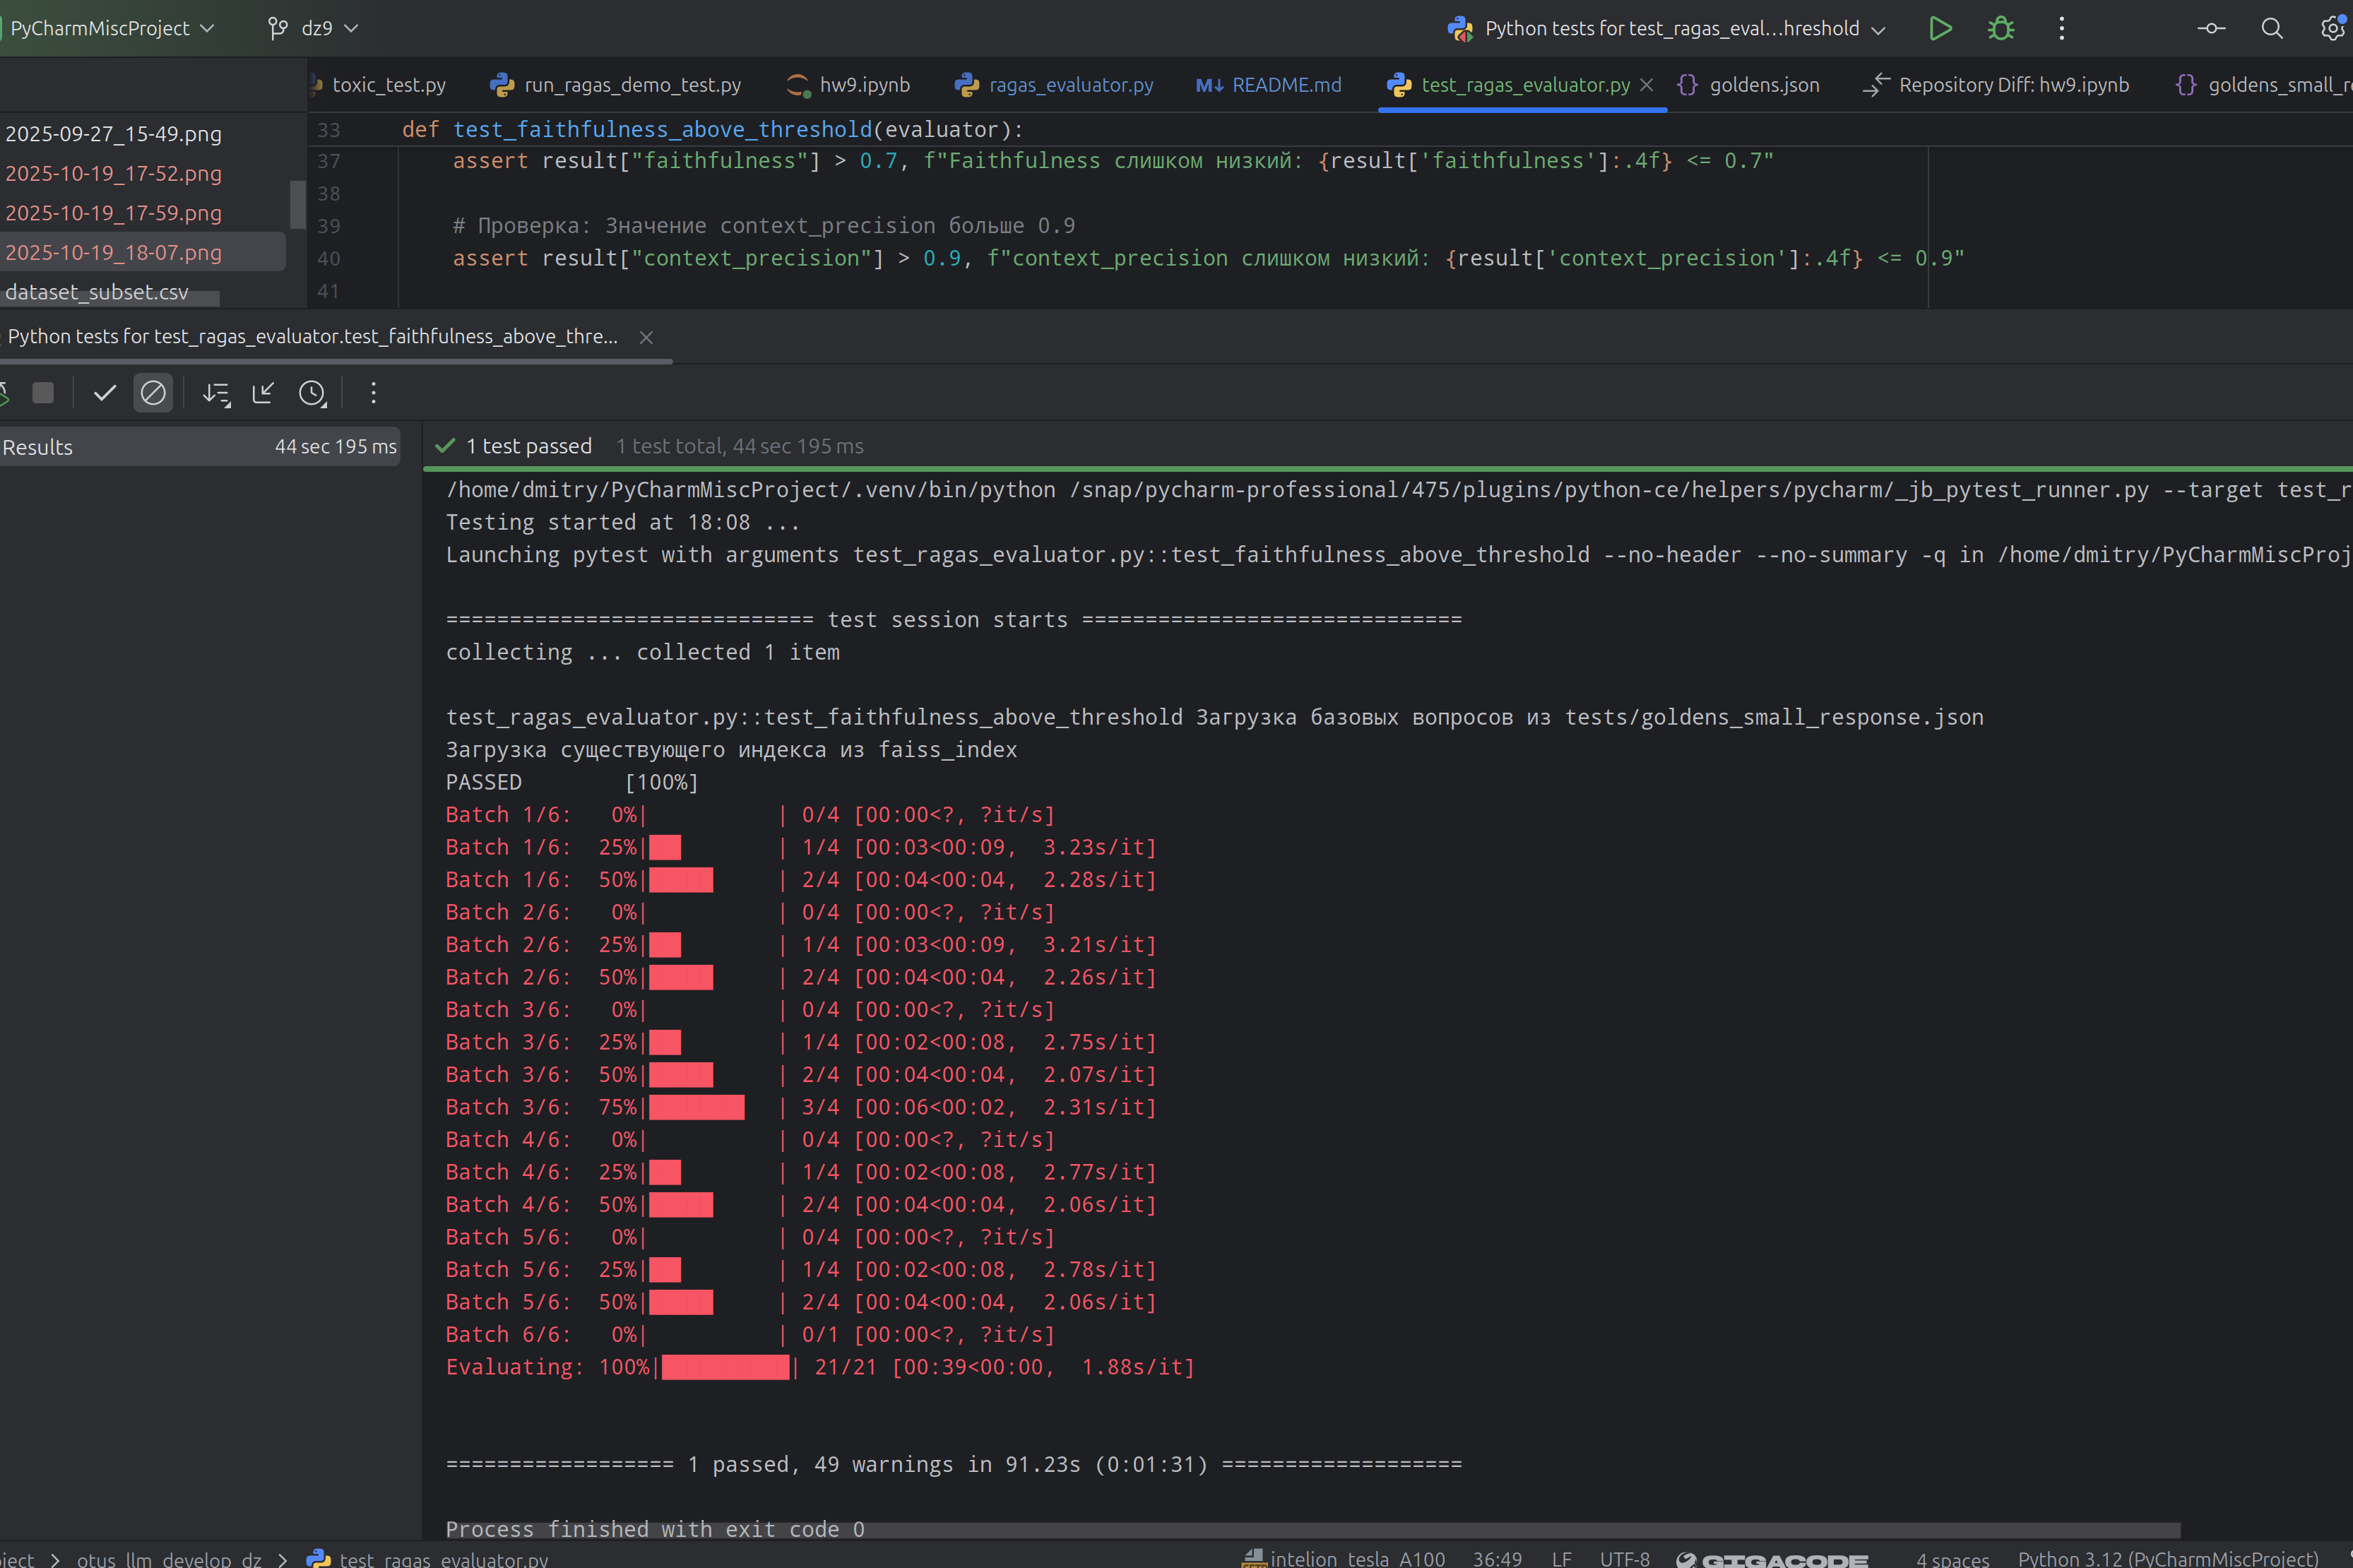 PyCharmMiscProject dz9 Python tests for test_ragas_eval...hreshold
toxic_test.py run_ragas_demo_test.py hw9.ipynb ragas_evaluator.py M↓ README.md test_ragas_evaluator.py {} goldens.json Repository Diff: hw9.ipynb {} goldens_small_re
2025-09-27_15-49.png
2025-10-19_17-52.png
2025-10-19_17-59.png
2025-10-19_18-07.png
dataset_subset.csv
33 def test_faithfulness_above_threshold(evaluator):
37 assert result["faithfulness"] > 0.7, f"Faithfulness слишком низкий: {result['faithfulness']:.4f} <= 0.7"
38
39 # Проверка: Значение context_precision больше 0.9
40 assert result["context_precision"] > 0.9, f"context_precision слишком низкий: {result['context_precision']:.4f} <= 0.9"
41
Python tests for test_ragas_evaluator.test_faithfulness_above_thre...
Results 44 sec 195 ms
1 test passed 1 test total, 44 sec 195 ms
/home/dmitry/PyCharmMiscProject/.venv/bin/python /snap/pycharm-professional/475/plugins/python-ce/helpers/pycharm/_jb_pytest_runner.py --target test_r
Testing started at 18:08 ...
Launching pytest with arguments test_ragas_evaluator.py::test_faithfulness_above_threshold --no-header --no-summary -q in /home/dmitry/PyCharmMiscProj
============================= test session starts ==============================
collecting ... collected 1 item
test_ragas_evaluator.py::test_faithfulness_above_threshold Загрузка базовых вопросов из tests/goldens_small_response.json
Загрузка существующего индекса из faiss_index
PASSED [100%]
Batch 1/6: 0%| | 0/4 [00:00<?, ?it/s]
Batch 1/6: 25%|██ | 1/4 [00:03<00:09, 3.23s/it]
Batch 1/6: 50%|█████ | 2/4 [00:04<00:04, 2.28s/it]
Batch 2/6: 0%| | 0/4 [00:00<?, ?it/s]
Batch 2/6: 25%|██ | 1/4 [00:03<00:09, 3.21s/it]
Batch 2/6: 50%|█████ | 2/4 [00:04<00:04, 2.26s/it]
Batch 3/6: 0%| | 0/4 [00:00<?, ?it/s]
Batch 3/6: 25%|██ | 1/4 [00:02<00:08, 2.75s/it]
Batch 3/6: 50%|█████ | 2/4 [00:04<00:04, 2.07s/it]
Batch 3/6: 75%|███████ | 3/4 [00:06<00:02, 2.31s/it]
Batch 4/6: 0%| | 0/4 [00:00<?, ?it/s]
Batch 4/6: 25%|██ | 1/4 [00:02<00:08, 2.77s/it]
Batch 4/6: 50%|█████ | 2/4 [00:04<00:04, 2.06s/it]
Batch 5/6: 0%| | 0/4 [00:00<?, ?it/s]
Batch 5/6: 25%|██ | 1/4 [00:02<00:08, 2.78s/it]
Batch 5/6: 50%|█████ | 2/4 [00:04<00:04, 2.06s/it]
Batch 6/6: 0%| | 0/1 [00:00<?, ?it/s]
Evaluating: 100%|██████████| 21/21 [00:39<00:00, 1.88s/it]
================== 1 passed, 49 warnings in 91.23s (0:01:31) ===================
Process finished with exit code 0
ject > otus_llm_develop_dz > test_ragas_evaluator.py intelion_tesla_A100 36:49 LF UTF-8 GIGACODE 4 spaces Python 3.12 (PyCharmMiscProject)